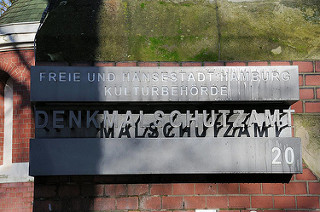 FREIE UND HANSESTADT HAMBURG
KULTURBEHÖRDE
DENKMALSCHUTZAMT
20